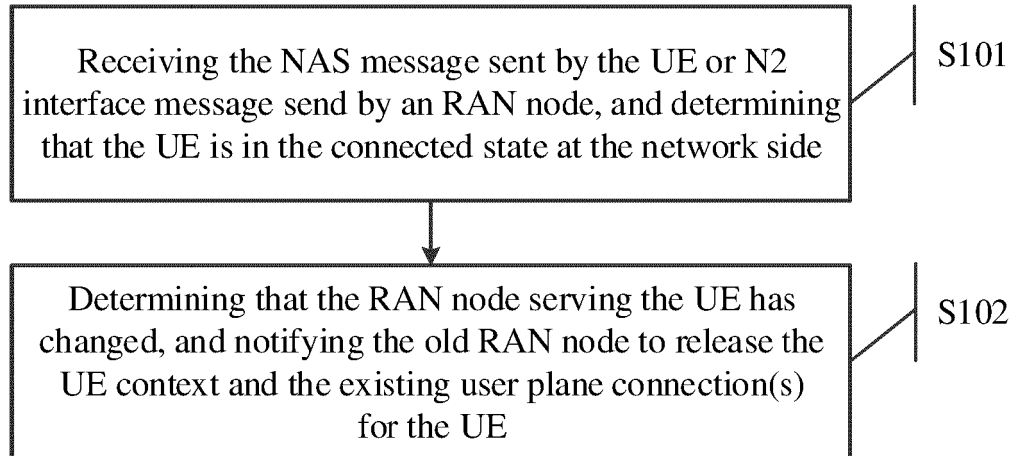 Receiving the NAS message sent by the UE or N2
interface message send by an RAN node, and determining
that the UE is in the connected state at the network side
S101
Determining that the RAN node serving the UE has
changed, and notifying the old RAN node to release the
UE context and the existing user plane connection(s)
for the UE
S102